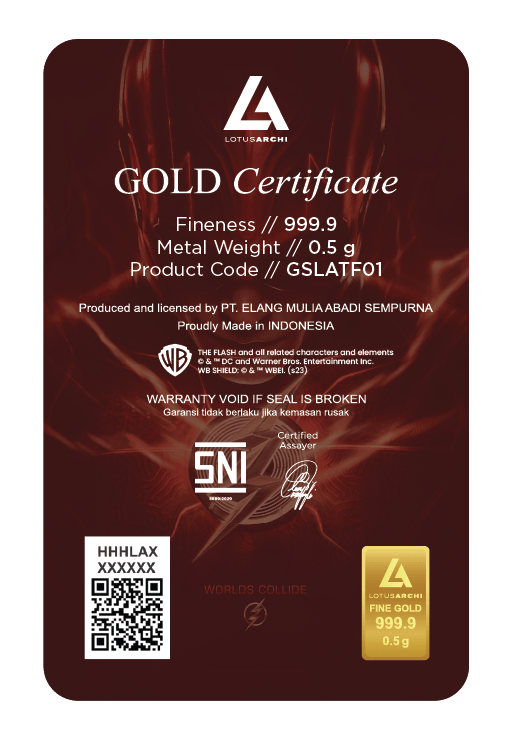 LOTUSARCHI
GOLD Certificate
Fineness // 999.9
Metal Weight // 0.5 g
Product Code // GSLATF01
Produced and licensed by PT. ELANG MULIA ABADI SEMPURNA
Proudly Made in INDONESIA
WB
THE FLASH and all related characters and elements
© & ™ DC and Warner Bros. Entertainment Inc.
WB SHIELD: © & ™ WBEI. (s23)
WARRANTY VOID IF SEAL IS BROKEN
Garansi tidak berlaku jika kemasan rusak
Certified
Assayer
SNI
8880:2020
HHHLAX
XXXXXX
WORLDS COLLIDE
LOTUSARCHI
FINE GOLD
999.9
0.5 g